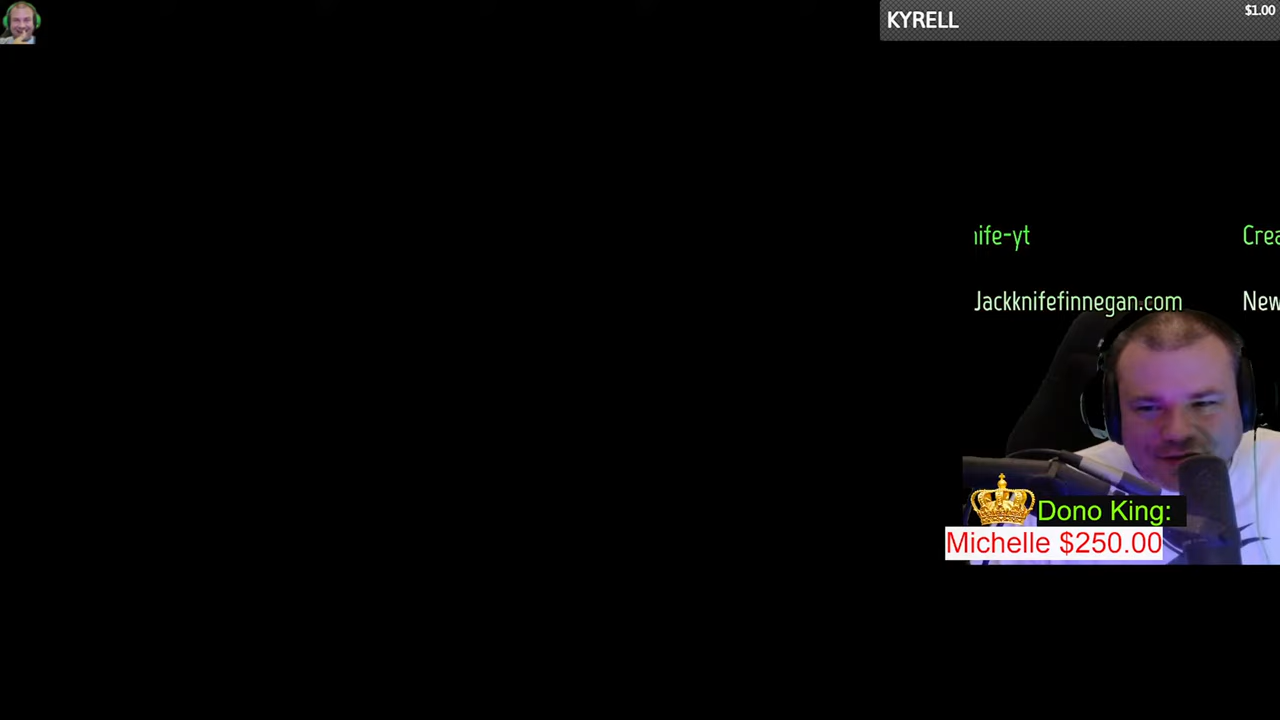 KYRELL
$1.00
ife-yt
Crea
Jackknifefinnegan.com
New
Dono King:
Michelle $250.00